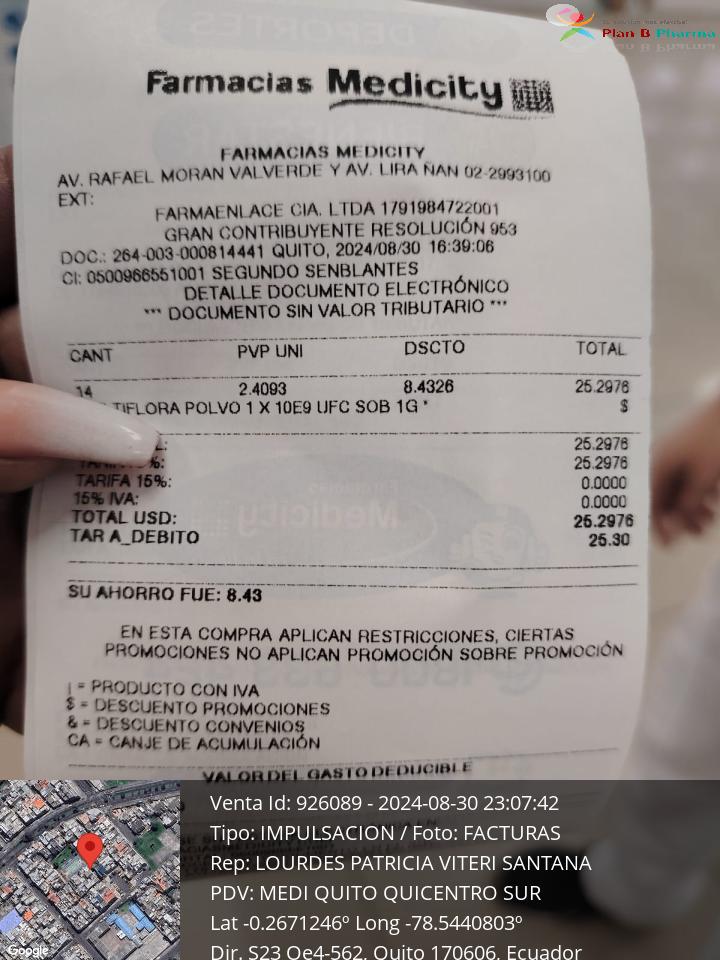 Plan B Pharma
Farmacias Medicity
FARMACIAS MEDICITY
AV. RAFAEL MORAN VALVERDE Y AV. LIRA ÑAN 02-2993100
EXT:
FARMAENLACE CIA. LTDA 1791984722001
GRAN CONTRIBUYENTE RESOLUCIÓN 953
DOC.: 264-003-000814441 QUITO, 2024/08/30 16:39:06
CI: 0500966551001 SEGUNDO SENBLANTES
DETALLE DOCUMENTO ELECTRÓNICO
*** DOCUMENTO SIN VALOR TRIBUTARIO ***
CANT PVP UNI DSCTO TOTAL
14 2.4093 8.4326 25.2976
TIFLORA POLVO 1 X 10E9 UFC SOB 1G * $
L: 25.2976
%: 25.2976
TARIFA 15%: 0.0000
15% IVA: 0.0000
TOTAL USD: 25.2976
TAR A_DEBITO 25.30
SU AHORRO FUE: 8.43
EN ESTA COMPRA APLICAN RESTRICCIONES, CIERTAS
PROMOCIONES NO APLICAN PROMOCIÓN SOBRE PROMOCIÓN
| = PRODUCTO CON IVA
$ = DESCUENTO PROMOCIONES
& = DESCUENTO CONVENIOS
CA = CANJE DE ACUMULACIÓN
VALOR DEL GASTO DEDUCIBLE
Venta Id: 926089 - 2024-08-30 23:07:42
Tipo: IMPULSACION / Foto: FACTURAS
Rep: LOURDES PATRICIA VITERI SANTANA
PDV: MEDI QUITO QUICENTRO SUR
Lat -0.2671246º Long -78.5440803º
Dir. S23 Oe4-562, Quito 170606, Ecuador
Google